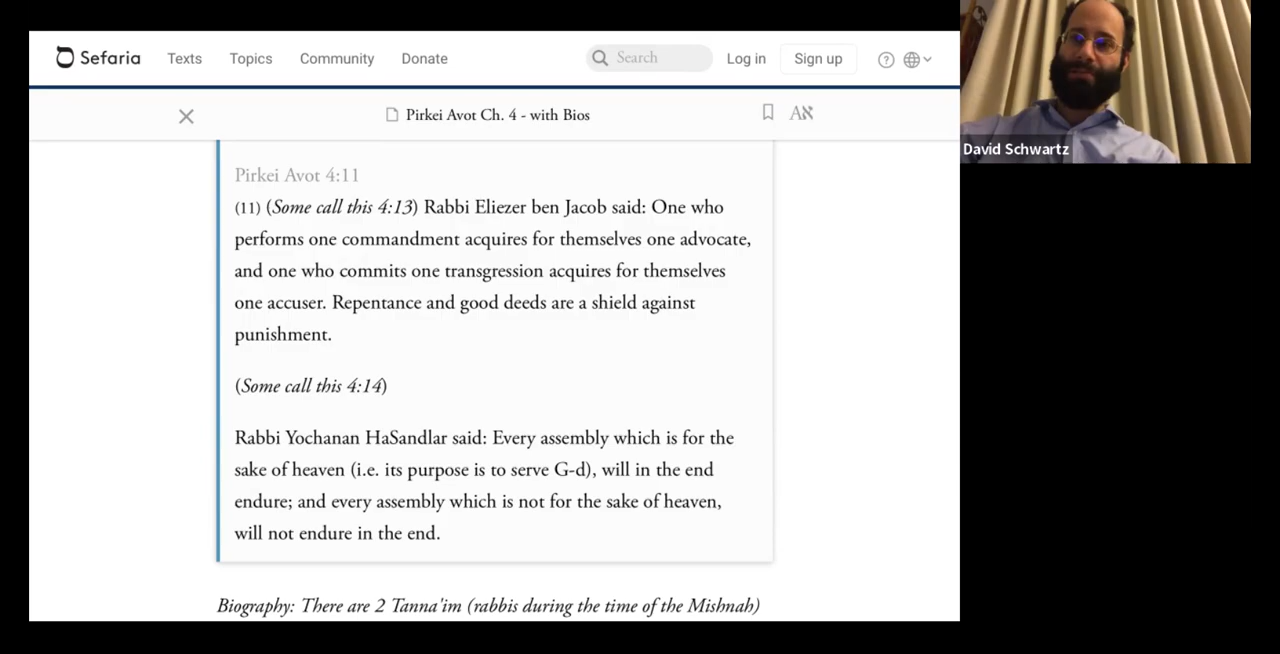 Sefaria Texts Topics Community Donate Search Log in Sign up
Pirkei Avot Ch. 4 - with Bios Aא
David Schwartz
Pirkei Avot 4:11
(11) (Some call this 4:13) Rabbi Eliezer ben Jacob said: One who
performs one commandment acquires for themselves one advocate,
and one who commits one transgression acquires for themselves
one accuser. Repentance and good deeds are a shield against
punishment.
(Some call this 4:14)
Rabbi Yochanan HaSandlar said: Every assembly which is for the
sake of heaven (i.e. its purpose is to serve G-d), will in the end
endure; and every assembly which is not for the sake of heaven,
will not endure in the end.
Biography: There are 2 Tanna'im (rabbis during the time of the Mishnah)